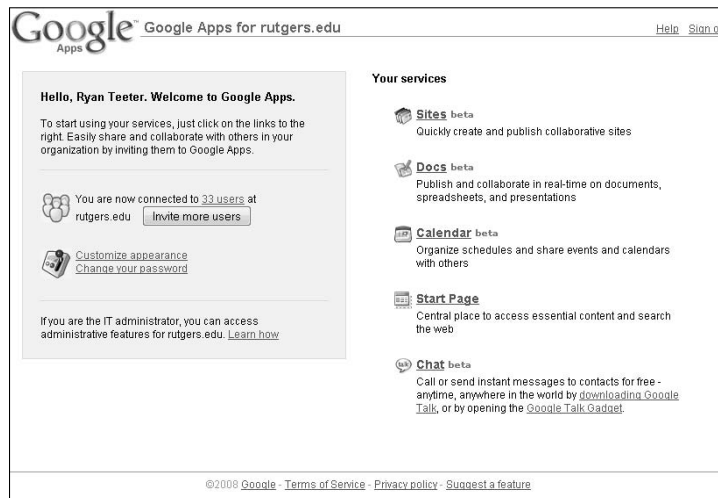 Google™
Apps
Google Apps for rutgers.edu
Help Sign o
Hello, Ryan Teeter. Welcome to Google Apps.
To start using your services, just click on the links to the
right. Easily share and collaborate with others in your
organization by inviting them to Google Apps.
You are now connected to 33 users at
rutgers.edu Invite more users
Customize appearance
Change your password
If you are the IT administrator, you can access
administrative features for rutgers.edu. Learn how
Your services
Sites beta
Quickly create and publish collaborative sites
Docs beta
Publish and collaborate in real-time on documents,
spreadsheets, and presentations
Calendar beta
Organize schedules and share events and calendars
with others
Start Page
Central place to access essential content and search
the web
talk
Chat beta
Call or send instant messages to contacts for free -
anytime, anywhere in the world by downloading Google
Talk, or by opening the Google Talk Gadget.
©2008 Google - Terms of Service - Privacy policy - Suggest a feature